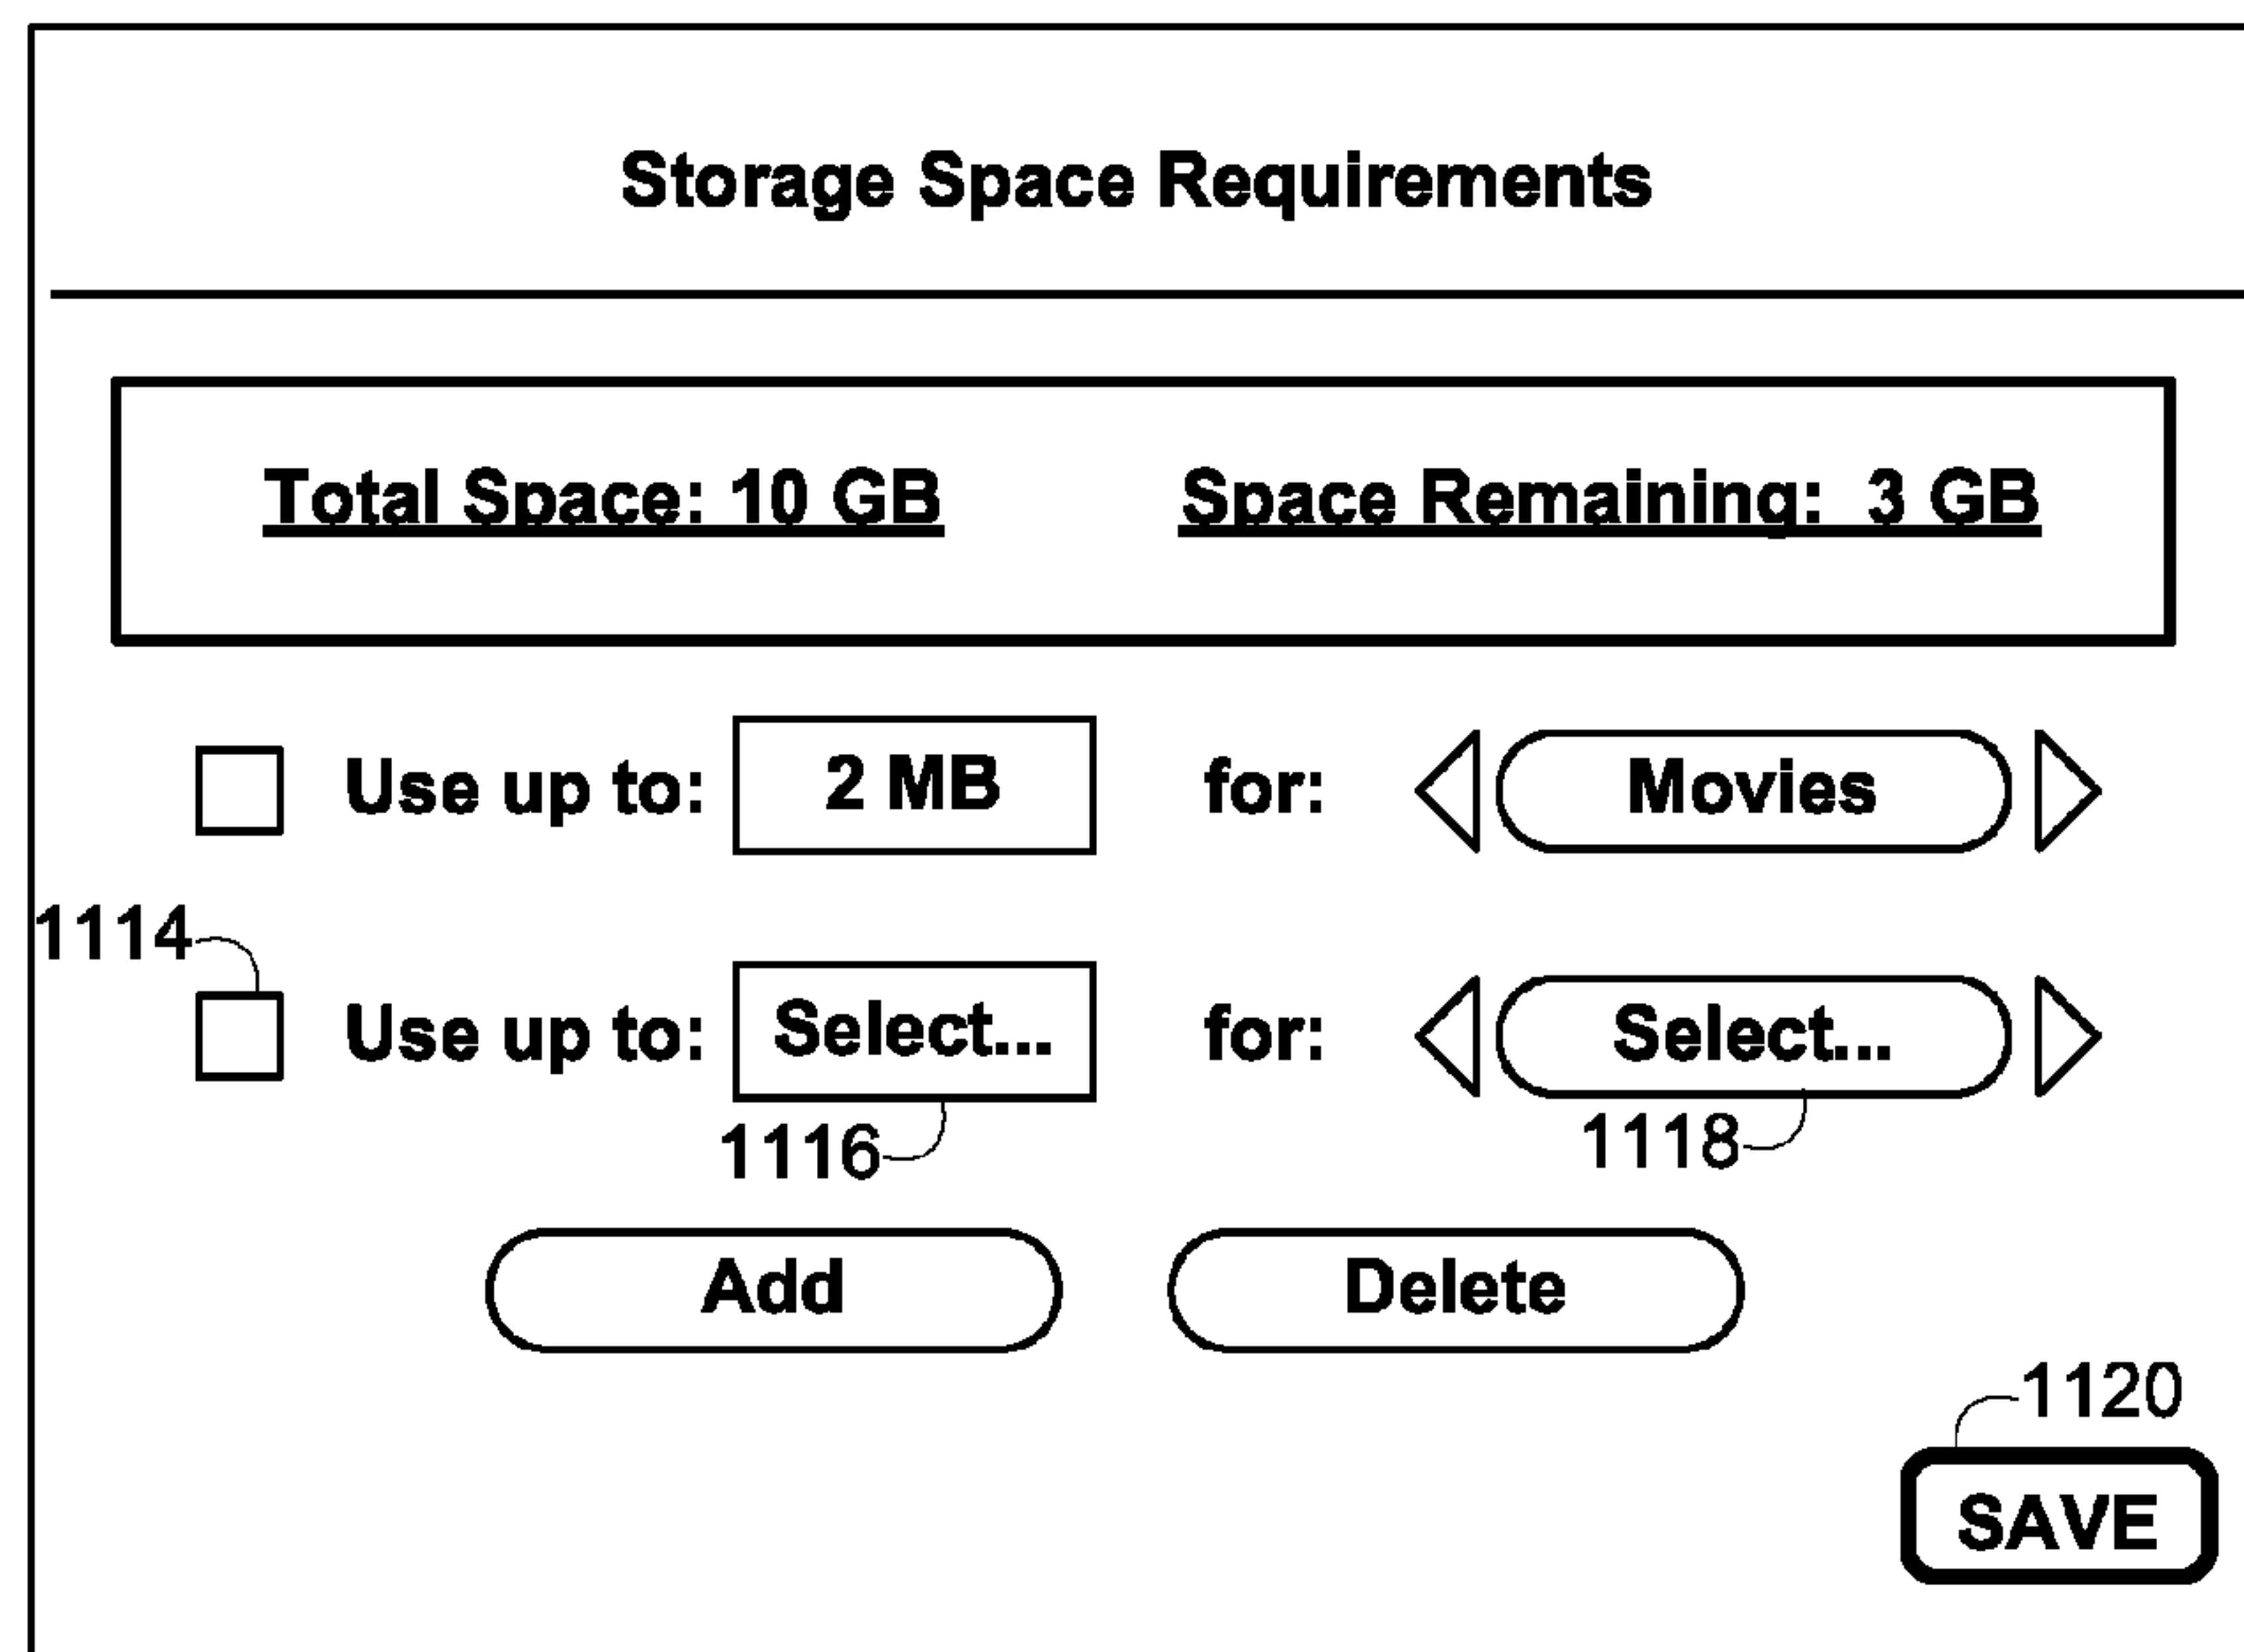 Storage Space Requirements
Total Space: 10 GB Space Remaining: 3 GB
Use up to: 2 MB for: Movies
1114
Use up to: Select... for: Select...
1116 1118
Add Delete
1120
SAVE